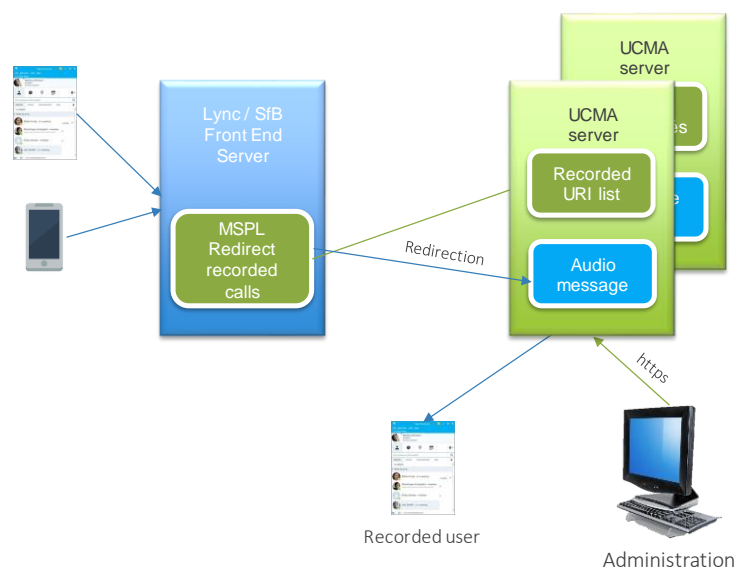 UCMA
server
es
e
Lync / SfB
Front End
Server
MSPL
Redirect
recorded
calls
UCMA
server
Recorded
URI list
Redirection
Audio
message
https
Recorded user
Administration